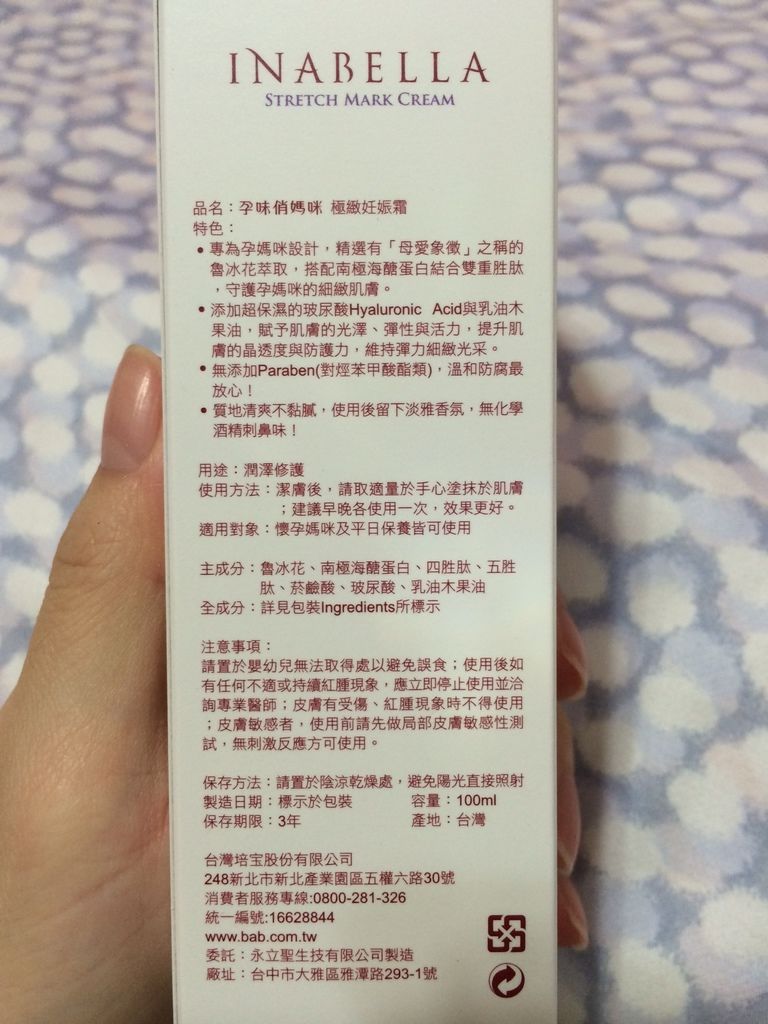 INABELLA
STRETCH MARK CREAM
品名：孕味俏媽咪 極緻妊娠霜
特色：
• 專為孕媽咪設計，精選有「母愛象徵」之稱的
魯冰花萃取，搭配南極海醣蛋白結合雙重胜肽
，守護孕媽咪的細緻肌膚。
• 添加超保濕的玻尿酸Hyaluronic Acid與乳油木
果油，賦予肌膚的光澤、彈性與活力，提升肌
膚的晶透度與防護力，維持彈力細緻光采。
• 無添加Paraben(對烴苯甲酸酯類)，溫和防腐最
放心！
• 質地清爽不黏膩，使用後留下淡雅香氛，無化學
酒精刺鼻味！
用途：潤澤修護
使用方法：潔膚後，請取適量於手心塗抹於肌膚
；建議早晚各使用一次，效果更好。
適用對象：懷孕媽咪及平日保養皆可使用
主成分：魯冰花、南極海醣蛋白、四胜肽、五胜
肽、菸鹼酸、玻尿酸、乳油木果油
全成分：詳見包裝Ingredients所標示
注意事項：
請置於嬰幼兒無法取得處以避免誤食；使用後如
有任何不適或持續紅腫現象，應立即停止使用並洽
詢專業醫師；皮膚有受傷、紅腫現象時不得使用
；皮膚敏感者，使用前請先做局部皮膚敏感性測
試，無刺激反應方可使用。
保存方法：請置於陰涼乾燥處，避免陽光直接照射
製造日期：標示於包裝 容量：100ml
保存期限：3年 產地：台灣
台灣培宝股份有限公司
248新北市新北產業園區五權六路30號
消費者服務專線:0800-281-326
統一編號:16628844
www.bab.com.tw
委託：永立聖生技有限公司製造
廠址：台中市大雅區雅潭路293-1號